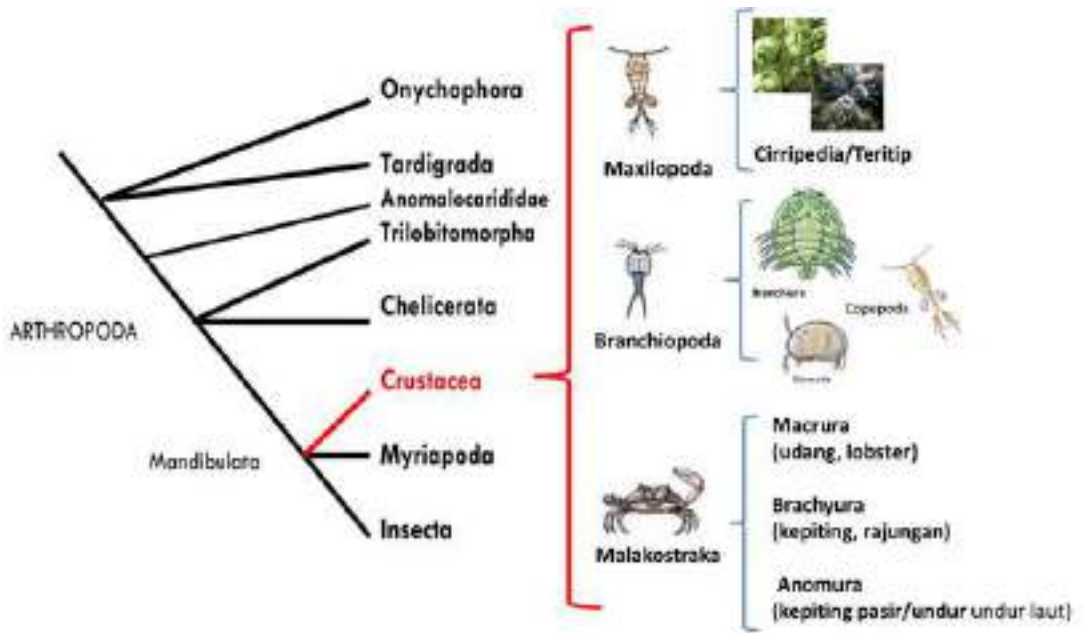 Onychophora
Tardigrada
Anomalocarididae
Trilobitomorpha
ARTHROPODA
Chelicerata
Crustacea
Mandibulata
Myriapoda
Insecta
Maxilopoda
Cirripedia/Teritip
Branchiopoda
Branchiura
Copepoda
Malakostraka
Macrura
(udang, lobster)
Brachyura
(kepiting, rajungan)
Anomura
(kepiting pasir/undur undur laut)